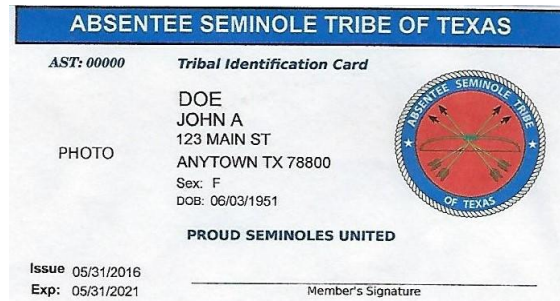 ABSENTEE SEMINOLE TRIBE OF TEXAS
AST: 00000
Tribal Identification Card
DOE
JOHN A
123 MAIN ST
PHOTO
ANYTOWN TX 78800
Sex: F
DOB: 06/03/1951
ABSENTEE SEMINOLE TRIBE
OF TEXAS
PROUD SEMINOLES UNITED
Issue 05/31/2016
Exp: 05/31/2021
Member's Signature